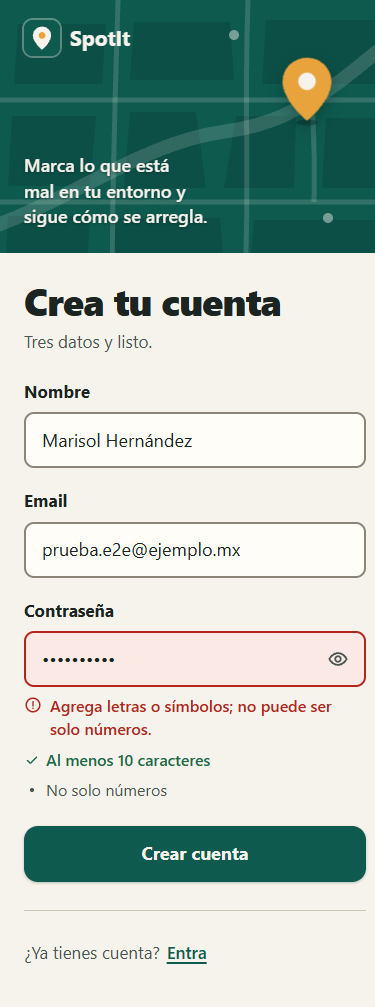 SpotIt
Marca lo que está
mal en tu entorno y
sigue cómo se arregla.
Crea tu cuenta
Tres datos y listo.
Nombre
Marisol Hernández
Email
prueba.e2e@ejemplo.mx
Contraseña
••••••••••
Agrega letras o símbolos; no puede ser
solo números.
✓ Al menos 10 caracteres
• No solo números
Crear cuenta
¿Ya tienes cuenta? Entra